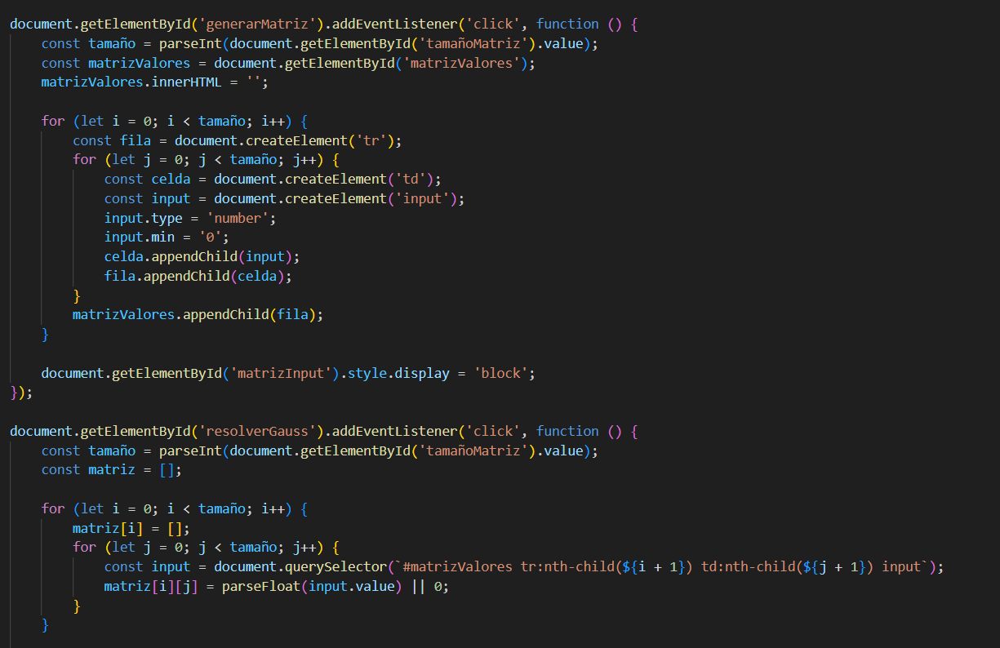 document.getElementById('generarMatriz').addEventListener('click', function () {
    const tamaño = parseInt(document.getElementById('tamañoMatriz').value);
    const matrizValores = document.getElementById('matrizValores');
    matrizValores.innerHTML = '';

    for (let i = 0; i < tamaño; i++) {
        const fila = document.createElement('tr');
        for (let j = 0; j < tamaño; j++) {
            const celda = document.createElement('td');
            const input = document.createElement('input');
            input.type = 'number';
            input.min = '0';
            celda.appendChild(input);
            fila.appendChild(celda);
        }
        matrizValores.appendChild(fila);
    }

    document.getElementById('matrizInput').style.display = 'block';
});

document.getElementById('resolverGauss').addEventListener('click', function () {
    const tamaño = parseInt(document.getElementById('tamañoMatriz').value);
    const matriz = [];

    for (let i = 0; i < tamaño; i++) {
        matriz[i] = [];
        for (let j = 0; j < tamaño; j++) {
            const input = document.querySelector(`#matrizValores tr:nth-child(${i + 1}) td:nth-child(${j + 1}) input`);
            matriz[i][j] = parseFloat(input.value) || 0;
        }
    }